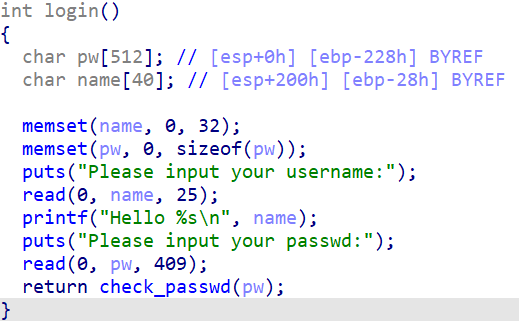 int login()
{
  char pw[512]; // [esp+0h] [ebp-228h] BYREF
  char name[40]; // [esp+200h] [ebp-28h] BYREF

  memset(name, 0, 32);
  memset(pw, 0, sizeof(pw));
  puts("Please input your username:");
  read(0, name, 25);
  printf("Hello %s\n", name);
  puts("Please input your passwd:");
  read(0, pw, 409);
  return check_passwd(pw);
}